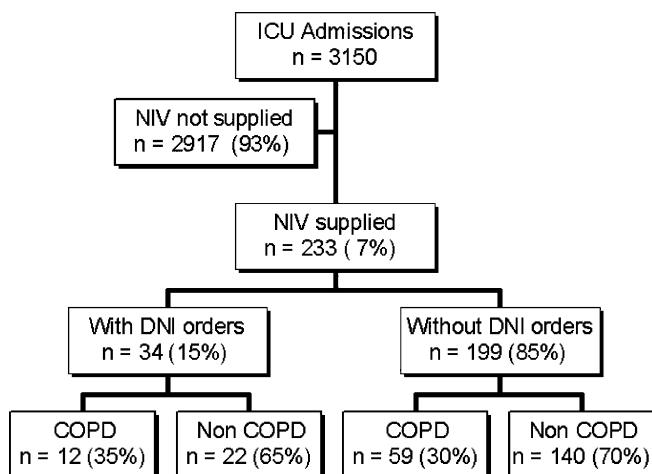 ICU Admissions
n = 3150
NIV not supplied
n = 2917 (93%)
NIV supplied
n = 233 ( 7%)
With DNI orders
n = 34 (15%)
Without DNI orders
n = 199 (85%)
COPD
n = 12 (35%)
Non COPD
n = 22 (65%)
COPD
n = 59 (30%)
Non COPD
n = 140 (70%)